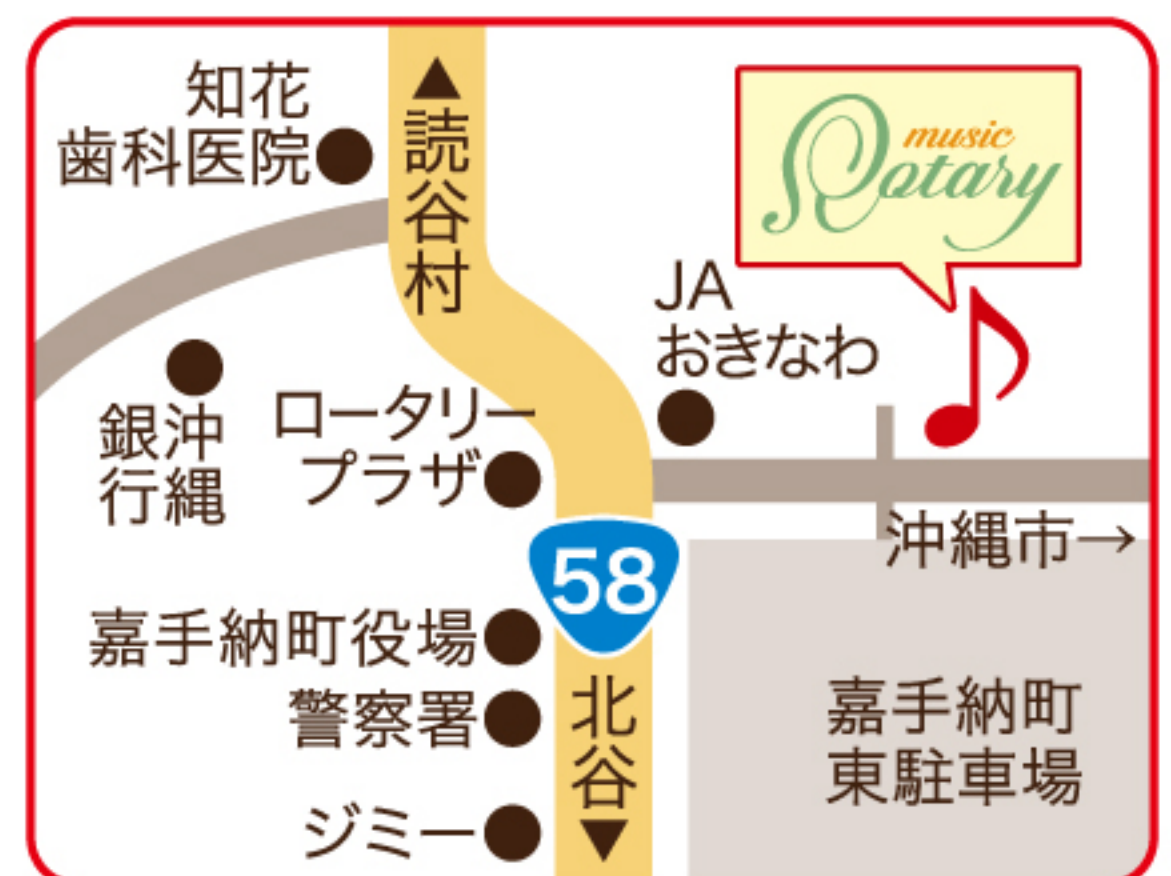 知花
歯科医院
▲読谷村
music
Rotary
JA
おきなわ
銀沖
行縄
ロータリー
プラザ
沖縄市→
58
嘉手納町役場
警察署
北谷▼
嘉手納町
東駐車場
ジミー